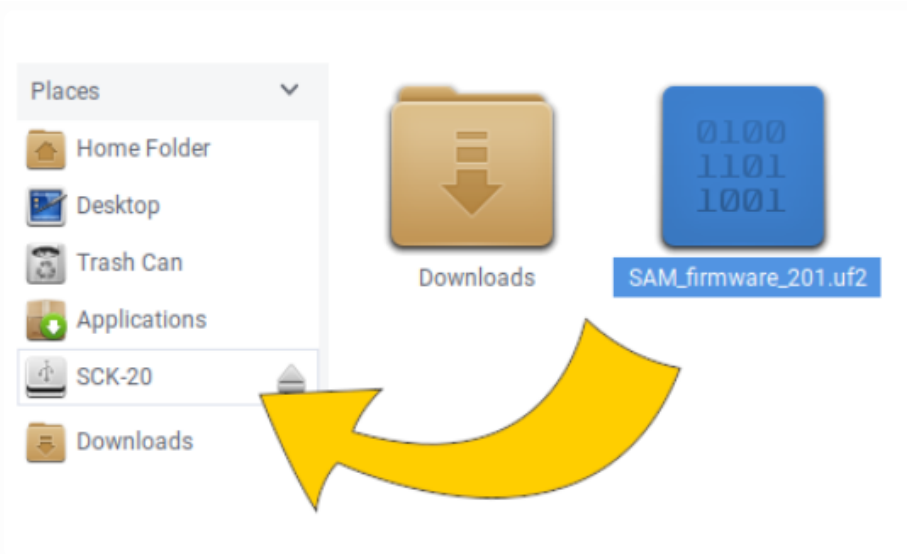 Places
Home Folder
Desktop
Trash Can
Applications
SCK-20
Downloads
Downloads
0100
1101
1001
SAM_firmware_201.uf2